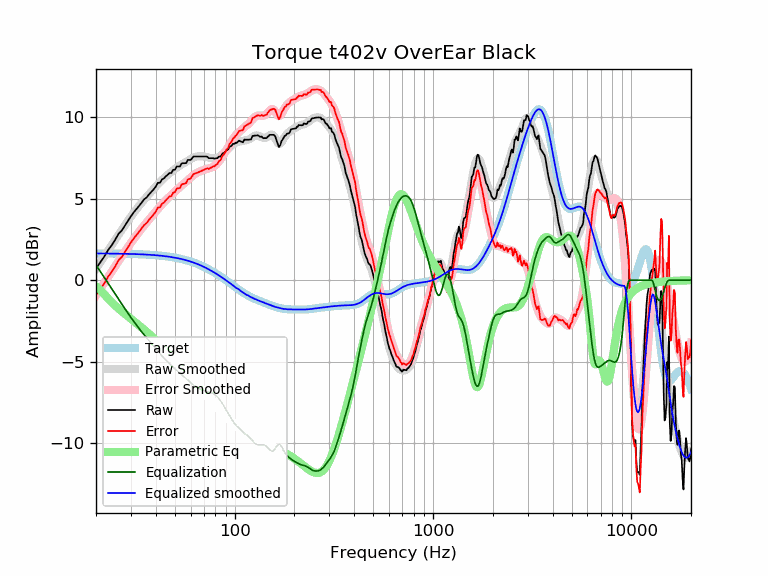 Torque t402v OverEar Black
Amplitude (dBr)
10
5
0
−5
−10
Target
Raw Smoothed
Error Smoothed
Raw
Error
Parametric Eq
Equalization
Equalized smoothed
100 1000 10000
Frequency (Hz)